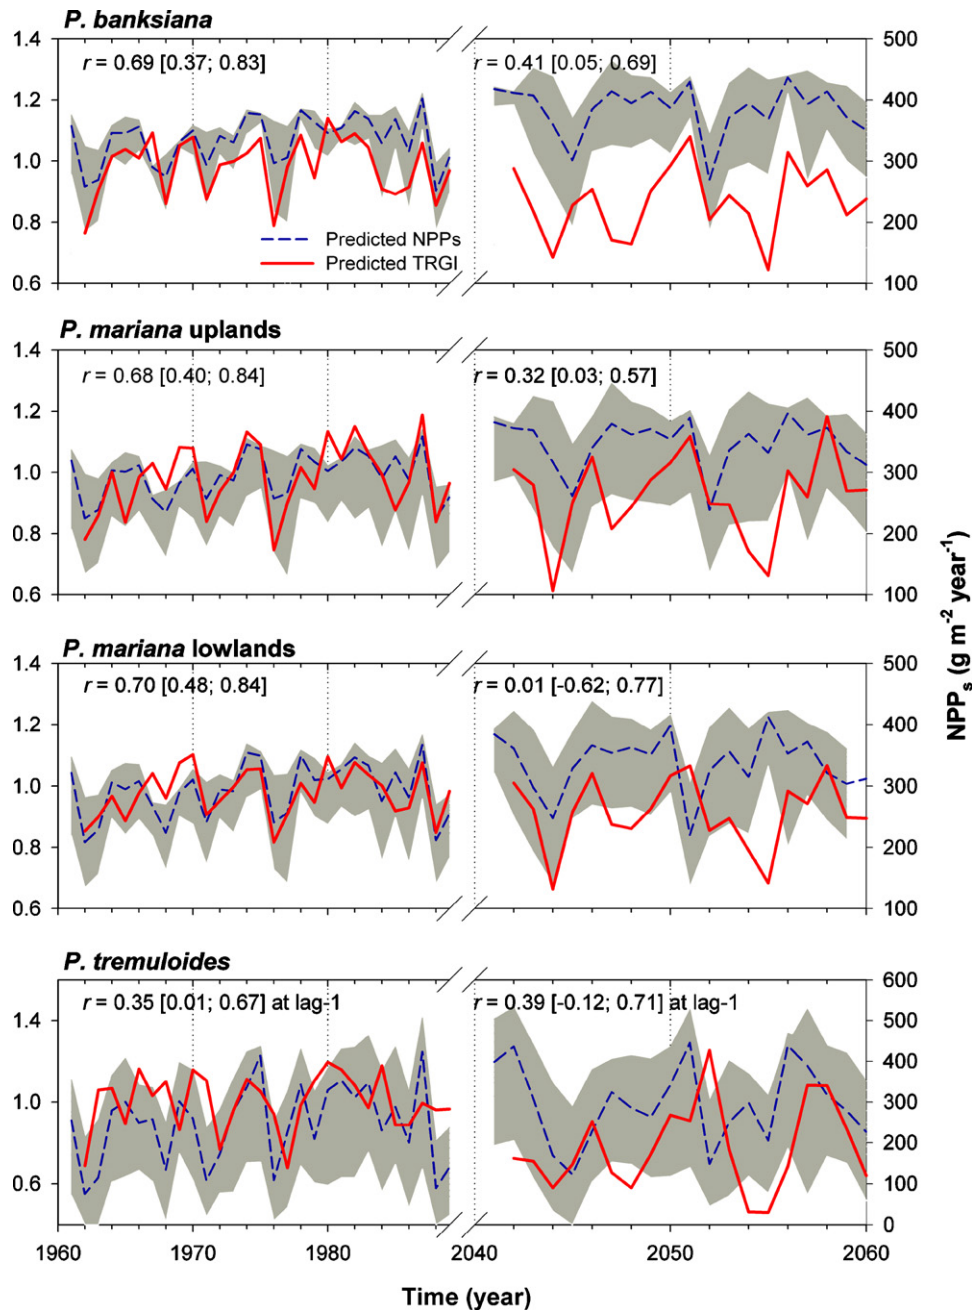 P. banksiana
1.4
500
r = 0.69 [0.37; 0.83]
r = 0.41 [0.05; 0.69]
1.2
400
1.0
300
0.8
200
Predicted NPPs
Predicted TRGI
0.6
100
P. mariana uplands
1.4
500
r = 0.68 [0.40; 0.84]
r = 0.32 [0.03; 0.57]
1.2
400
1.0
300
0.8
200
0.6
100
P. mariana lowlands
1.4
500
r = 0.70 [0.48; 0.84]
r = 0.01 [-0.62; 0.77]
1.2
400
1.0
300
0.8
200
0.6
100
NPPs (g m-2 year-1)
P. tremuloides
600
r = 0.35 [0.01; 0.67] at lag-1
r = 0.39 [-0.12; 0.71] at lag-1
1.4
500
400
1.0
300
200
0.6
100
0
1960 1970 1980 2040 2050 2060
Time (year)